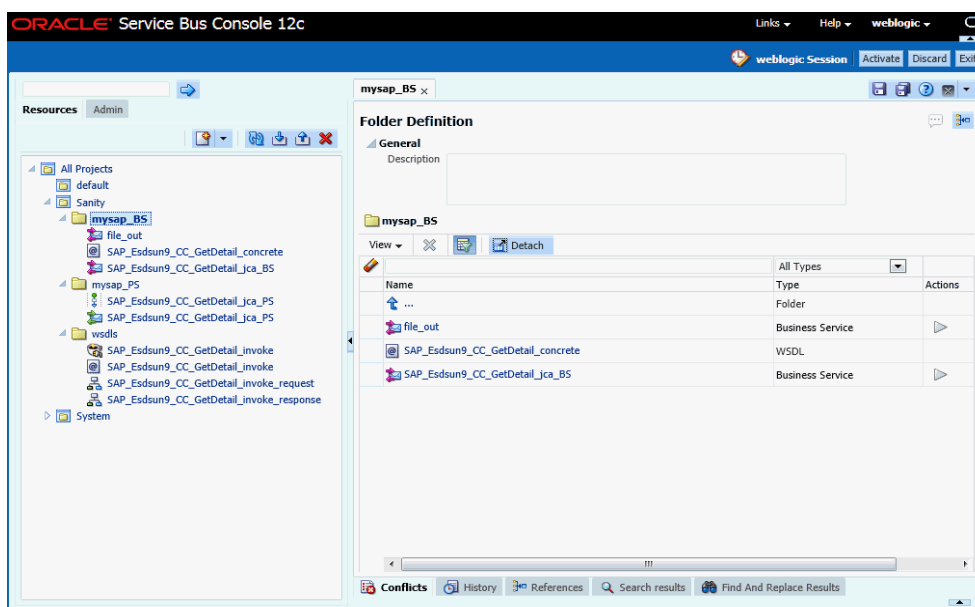 ORACLE Service Bus Console 12c
Links Help weblogic
weblogic Session Activate Discard Exit
mysap_BS
Resources Admin
Folder Definition
General
Description
All Projects
default
Sanity
mysap_BS
file_out
SAP_Esdsun9_CC_GetDetail_concrete
SAP_Esdsun9_CC_GetDetail_jca_BS
mysap_PS
SAP_Esdsun9_CC_GetDetail_jca_PS
SAP_Esdsun9_CC_GetDetail_jca_PS
wsdls
SAP_Esdsun9_CC_GetDetail_invoke
SAP_Esdsun9_CC_GetDetail_invoke
SAP_Esdsun9_CC_GetDetail_invoke_request
SAP_Esdsun9_CC_GetDetail_invoke_response
System
mysap_BS
View Detach
All Types
Name Type Actions
... Folder
file_out Business Service
SAP_Esdsun9_CC_GetDetail_concrete WSDL
SAP_Esdsun9_CC_GetDetail_jca_BS Business Service
Conflicts History References Search results Find And Replace Results